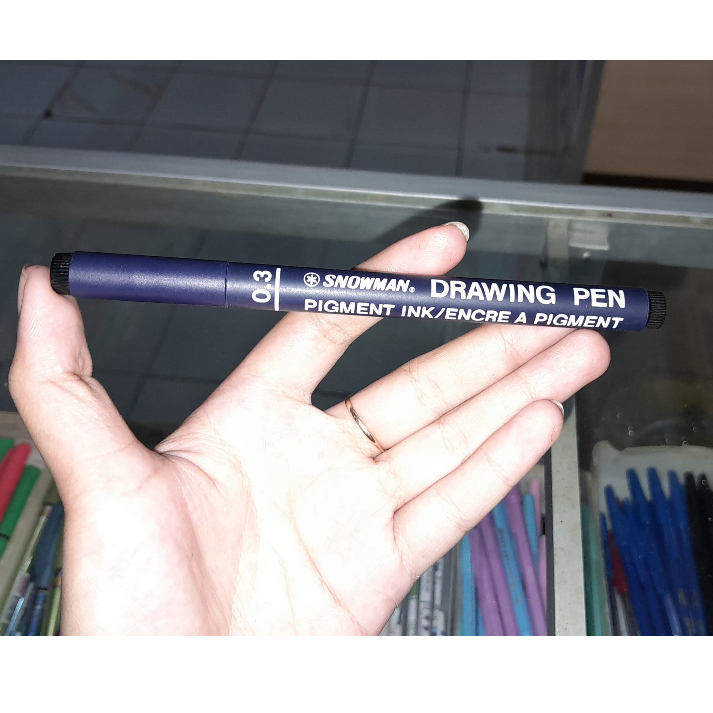 0.3
SNOWMAN® DRAWING PEN
PIGMENT INK/ENCRE A PIGMENT